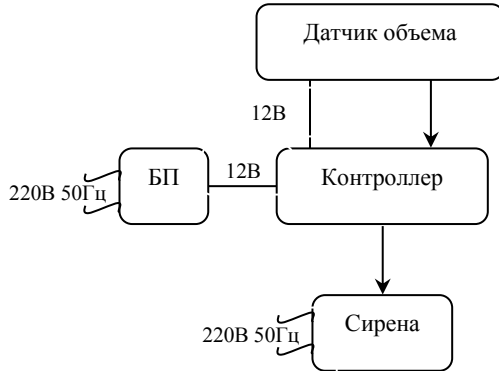 Датчик объема
12В
БП
12В
Контроллер
220В 50Гц
220В 50Гц
Сирена